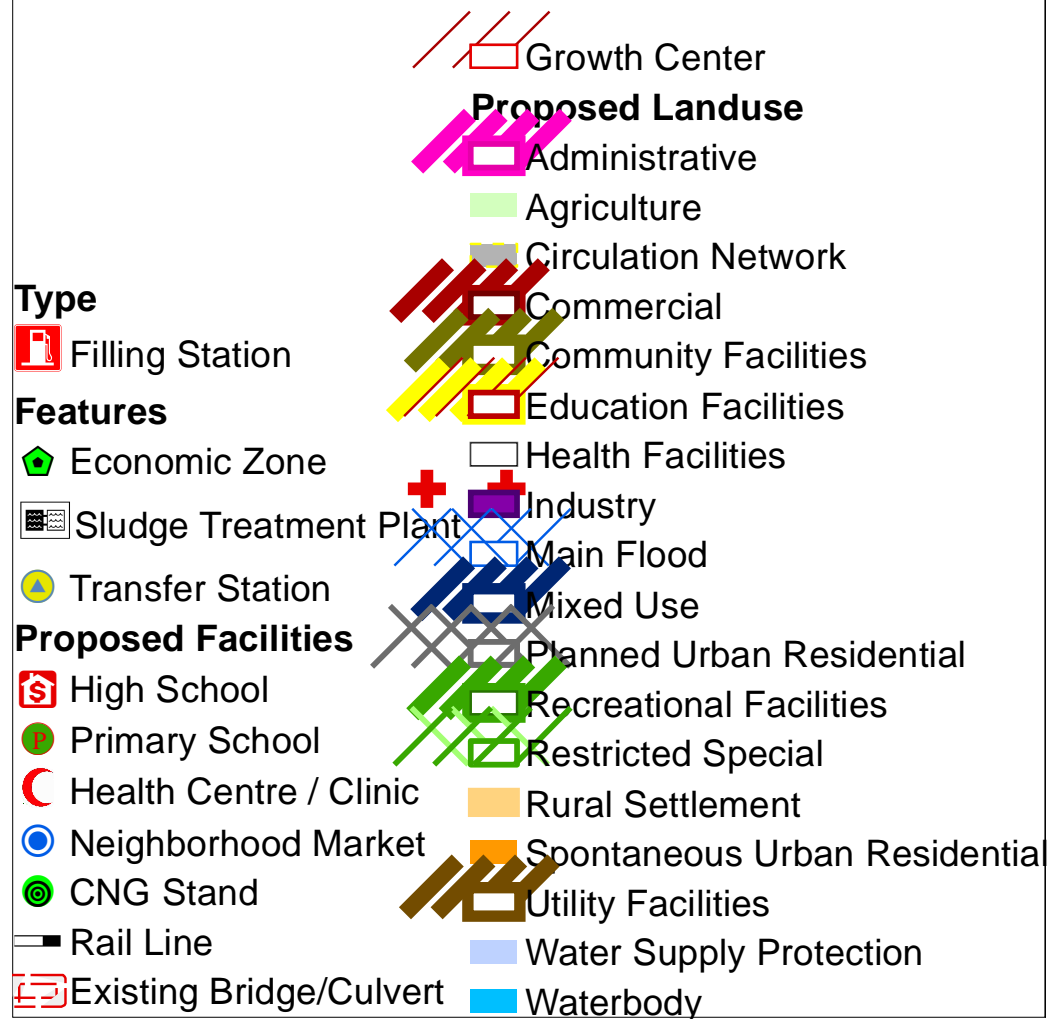 Type
Filling Station
Features
Economic Zone
Sludge Treatment Plant
Transfer Station
Proposed Facilities
$ High School
P Primary School
Health Centre / Clinic
Neighborhood Market
CNG Stand
Rail Line
Existing Bridge/Culvert
Growth Center
Proposed Landuse
Administrative
Agriculture
Circulation Network
Commercial
Community Facilities
Education Facilities
Health Facilities
Industry
Main Flood
Mixed Use
Planned Urban Residential
Recreational Facilities
Restricted Special
Rural Settlement
Spontaneous Urban Residential
Utility Facilities
Water Supply Protection
Waterbody